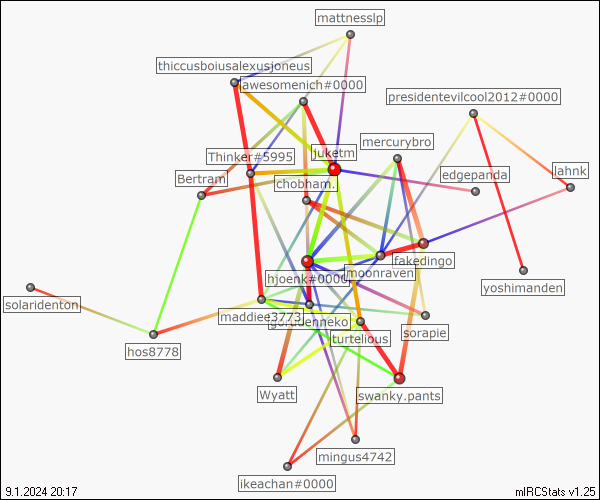 mattnesslp
thiccusboiusalexusjoneus
awesomenich#0000
presidentevilcool2012#0000
mercurybro
juketm
Thinker#5995
edgepanda
lahnk
Bertram
chobham.
fakedingo
moonraven
hjoenk#0000
yoshimanden
solaridenton
maddiee3773
sorapie
turtelious
hos8778
Wyatt
swanky.pants
mingus4742
ikeachan#0000
9.1.2024 20:17
mIRCStats v1.25